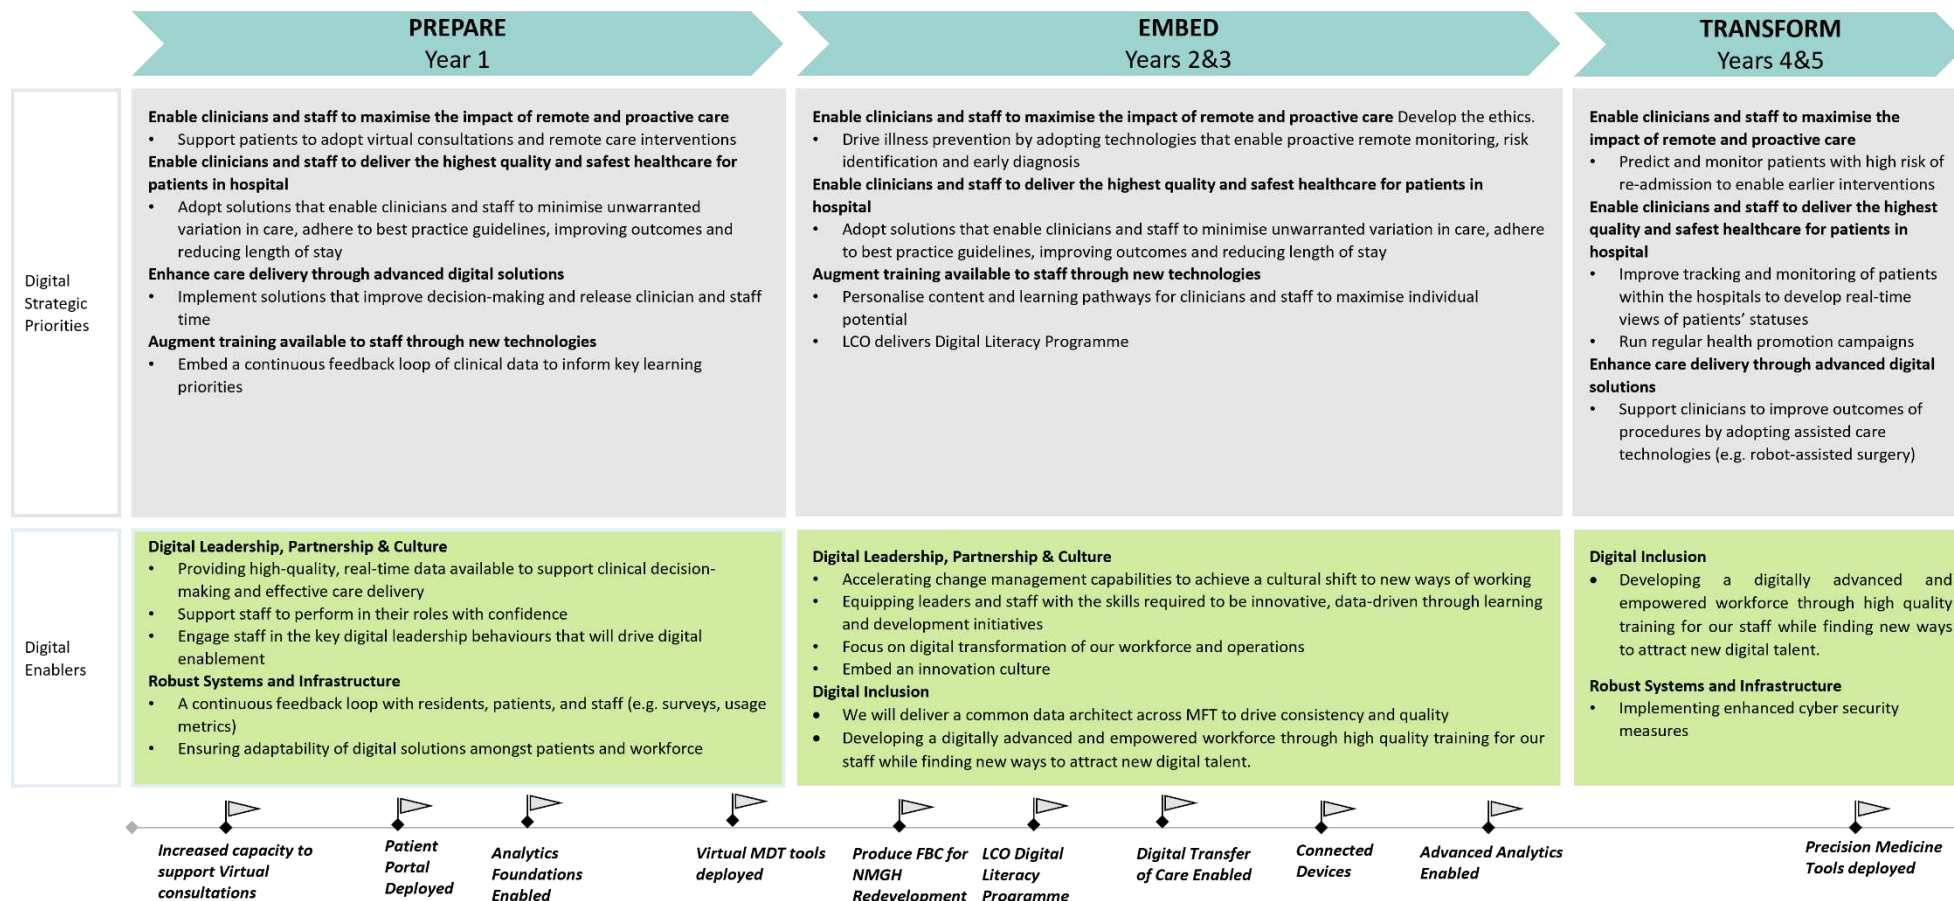 PREPARE
Year 1
EMBED
Years 2&3
TRANSFORM
Years 4&5
Digital
Strategic
Priorities
Enable clinicians and staff to maximise the impact of remote and proactive care
• Support patients to adopt virtual consultations and remote care interventions
Enable clinicians and staff to deliver the highest quality and safest healthcare for
patients in hospital
• Adopt solutions that enable clinicians and staff to minimise unwarranted
variation in care, adhere to best practice guidelines, improving outcomes and
reducing length of stay
Enhance care delivery through advanced digital solutions
• Implement solutions that improve decision-making and release clinician and staff
time
Augment training available to staff through new technologies
• Embed a continuous feedback loop of clinical data to inform key learning
priorities
Enable clinicians and staff to maximise the impact of remote and proactive care Develop the ethics.
• Drive illness prevention by adopting technologies that enable proactive remote monitoring, risk
identification and early diagnosis
Enable clinicians and staff to deliver the highest quality and safest healthcare for patients in
hospital
• Adopt solutions that enable clinicians and staff to minimise unwarranted variation in care, adhere
to best practice guidelines, improving outcomes and reducing length of stay
Augment training available to staff through new technologies
• Personalise content and learning pathways for clinicians and staff to maximise individual
potential
• LCO delivers Digital Literacy Programme
Enable clinicians and staff to maximise the
impact of remote and proactive care
• Predict and monitor patients with high risk of
re-admission to enable earlier interventions
Enable clinicians and staff to deliver the highest
quality and safest healthcare for patients in
hospital
• Improve tracking and monitoring of patients
within the hospitals to develop real-time
views of patients' statuses
• Run regular health promotion campaigns
Enhance care delivery through advanced digital
solutions
• Support clinicians to improve outcomes of
procedures by adopting assisted care
technologies (e.g. robot-assisted surgery)
Digital
Enablers
Digital Leadership, Partnership & Culture
• Providing high-quality, real-time data available to support clinical decision-
making and effective care delivery
• Support staff to perform in their roles with confidence
• Engage staff in the key digital leadership behaviours that will drive digital
enablement
Robust Systems and Infrastructure
• A continuous feedback loop with residents, patients, and staff (e.g. surveys, usage
metrics)
• Ensuring adaptability of digital solutions amongst patients and workforce
Digital Leadership, Partnership & Culture
• Accelerating change management capabilities to achieve a cultural shift to new ways of working
• Equipping leaders and staff with the skills required to be innovative, data-driven through learning
and development initiatives
• Focus on digital transformation of our workforce and operations
• Embed an innovation culture
Digital Inclusion
• We will deliver a common data architect across MFT to drive consistency and quality
• Developing a digitally advanced and empowered workforce through high quality training for our
staff while finding new ways to attract new digital talent.
Digital Inclusion
• Developing a digitally advanced and
empowered workforce through high quality
training for our staff while finding new ways
to attract new digital talent.
Robust Systems and Infrastructure
• Implementing enhanced cyber security
measures
Increased capacity to
support Virtual
consultations
Patient
Portal
Deployed
Analytics
Foundations
Enabled
Virtual MDT tools
deployed
Produce FBC for
NMGH
Redevelopment
LCO Digital
Literacy
Programme
Digital Transfer
of Care Enabled
Connected
Devices
Advanced Analytics
Enabled
Precision Medicine
Tools deployed